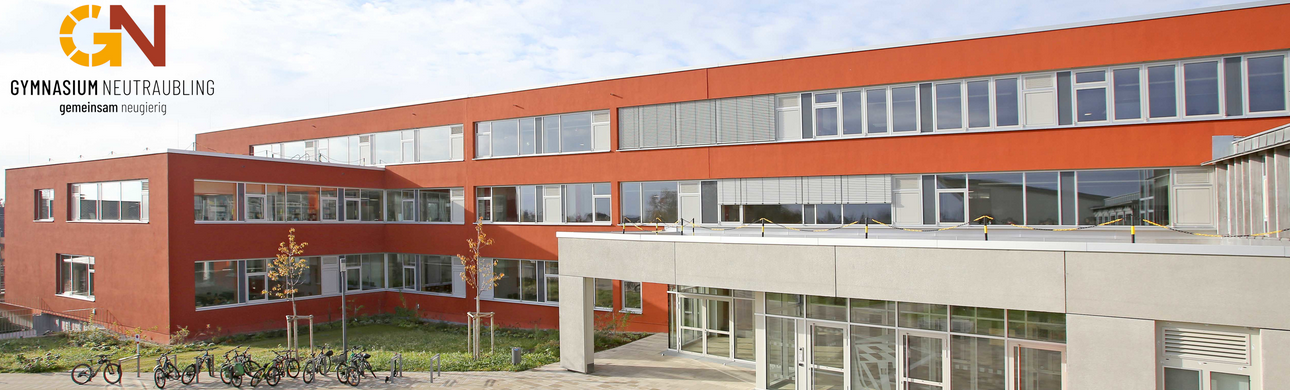 GN
GYMNASIUM NEUTRAUBLING
gemeinsam neugierig